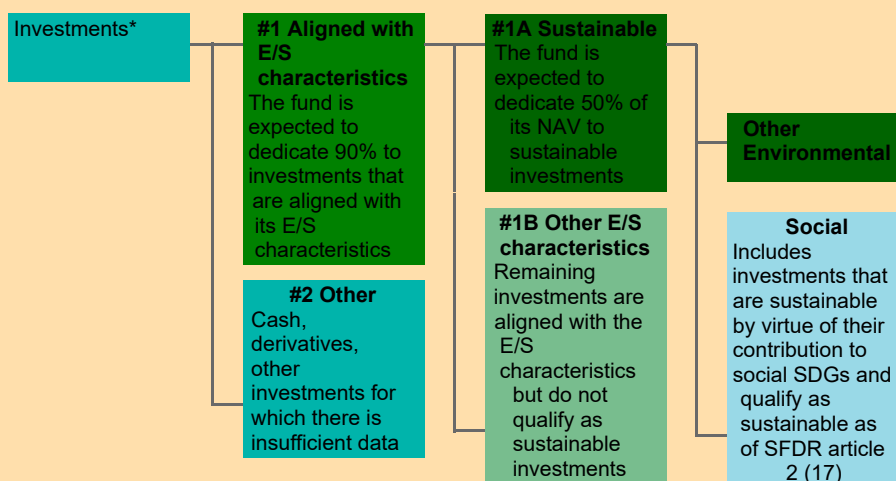 Investments*
#1 Aligned with
E/S
characteristics
The fund is
expected to
dedicate 90% to
investments that
are aligned with
its E/S
characteristics
#2 Other
Cash,
derivatives,
other
investments for
which there is
insufficient data
#1A Sustainable
The fund is
expected to
dedicate 50% of
its NAV to
sustainable
investments
#1B Other E/S
characteristics
Remaining
investments are
aligned with the
E/S
characteristics
but do not
qualify as
sustainable
investments
Other
Environmental
Social
Includes
investments that
are sustainable
by virtue of their
contribution to
social SDGs and
qualify as
sustainable as
of SFDR article
2 (17)